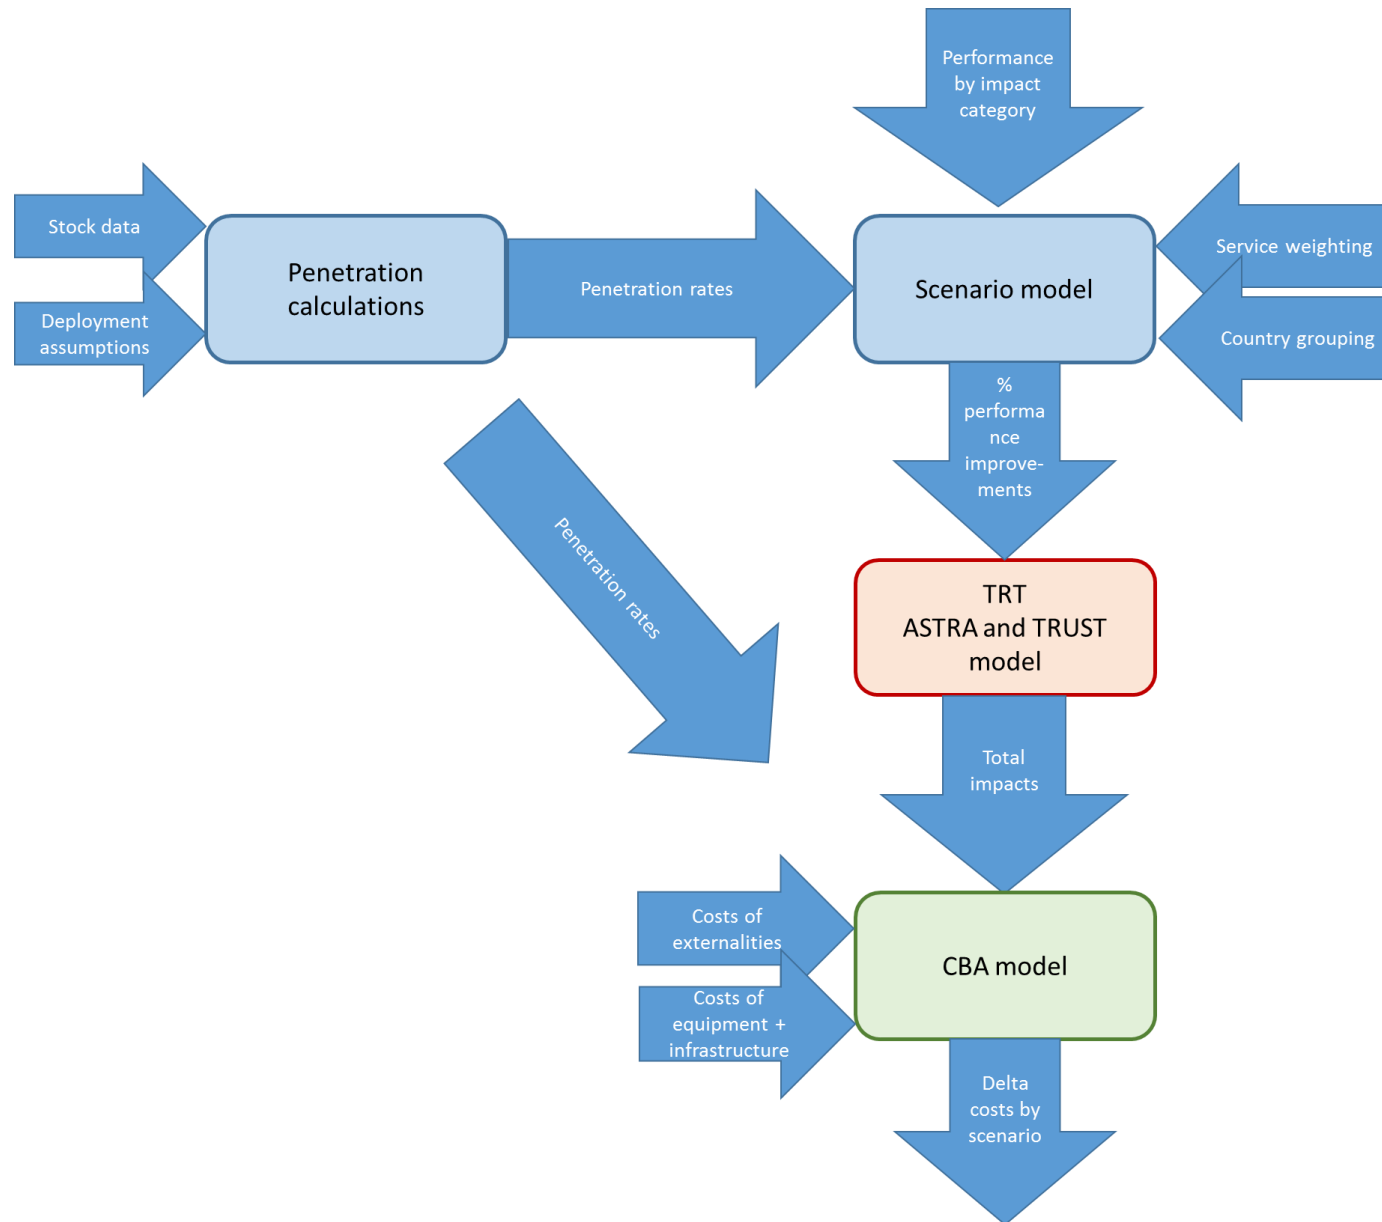 Performance
by impact
category
Stock data
Deployment
assumptions
Penetration
calculations
Penetration rates
Scenario model
Service weighting
Country grouping
%
performa
nce
improve-
ments
Penetration rates
TRT
ASTRA and TRUST
model
Total
impacts
Costs of
externalities
Costs of
equipment +
infrastructure
CBA model
Delta
costs by
scenario